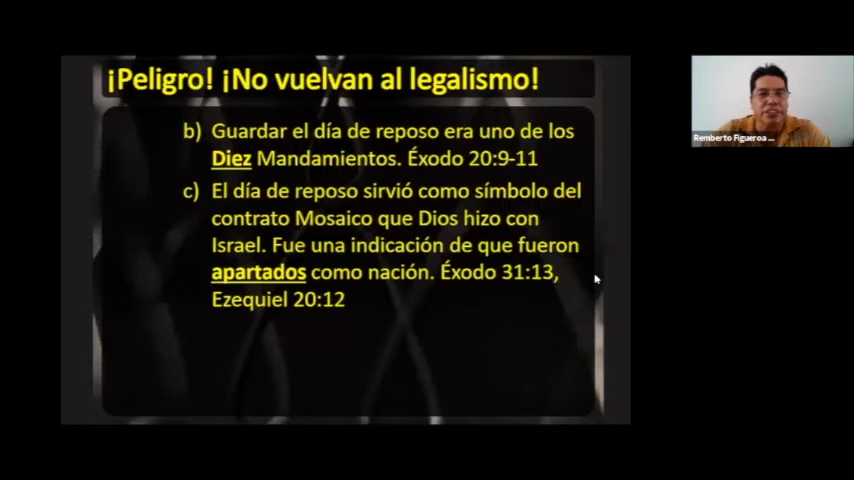 ¡Peligro! ¡No vuelvan al legalismo!
b) Guardar el día de reposo era uno de los
Diez Mandamientos. Éxodo 20:9-11
c) El día de reposo sirvió como símbolo del
contrato Mosaico que Dios hizo con
Israel. Fue una indicación de que fueron
apartados como nación. Éxodo 31:13,
Ezequiel 20:12
Remberto Figueroa ...